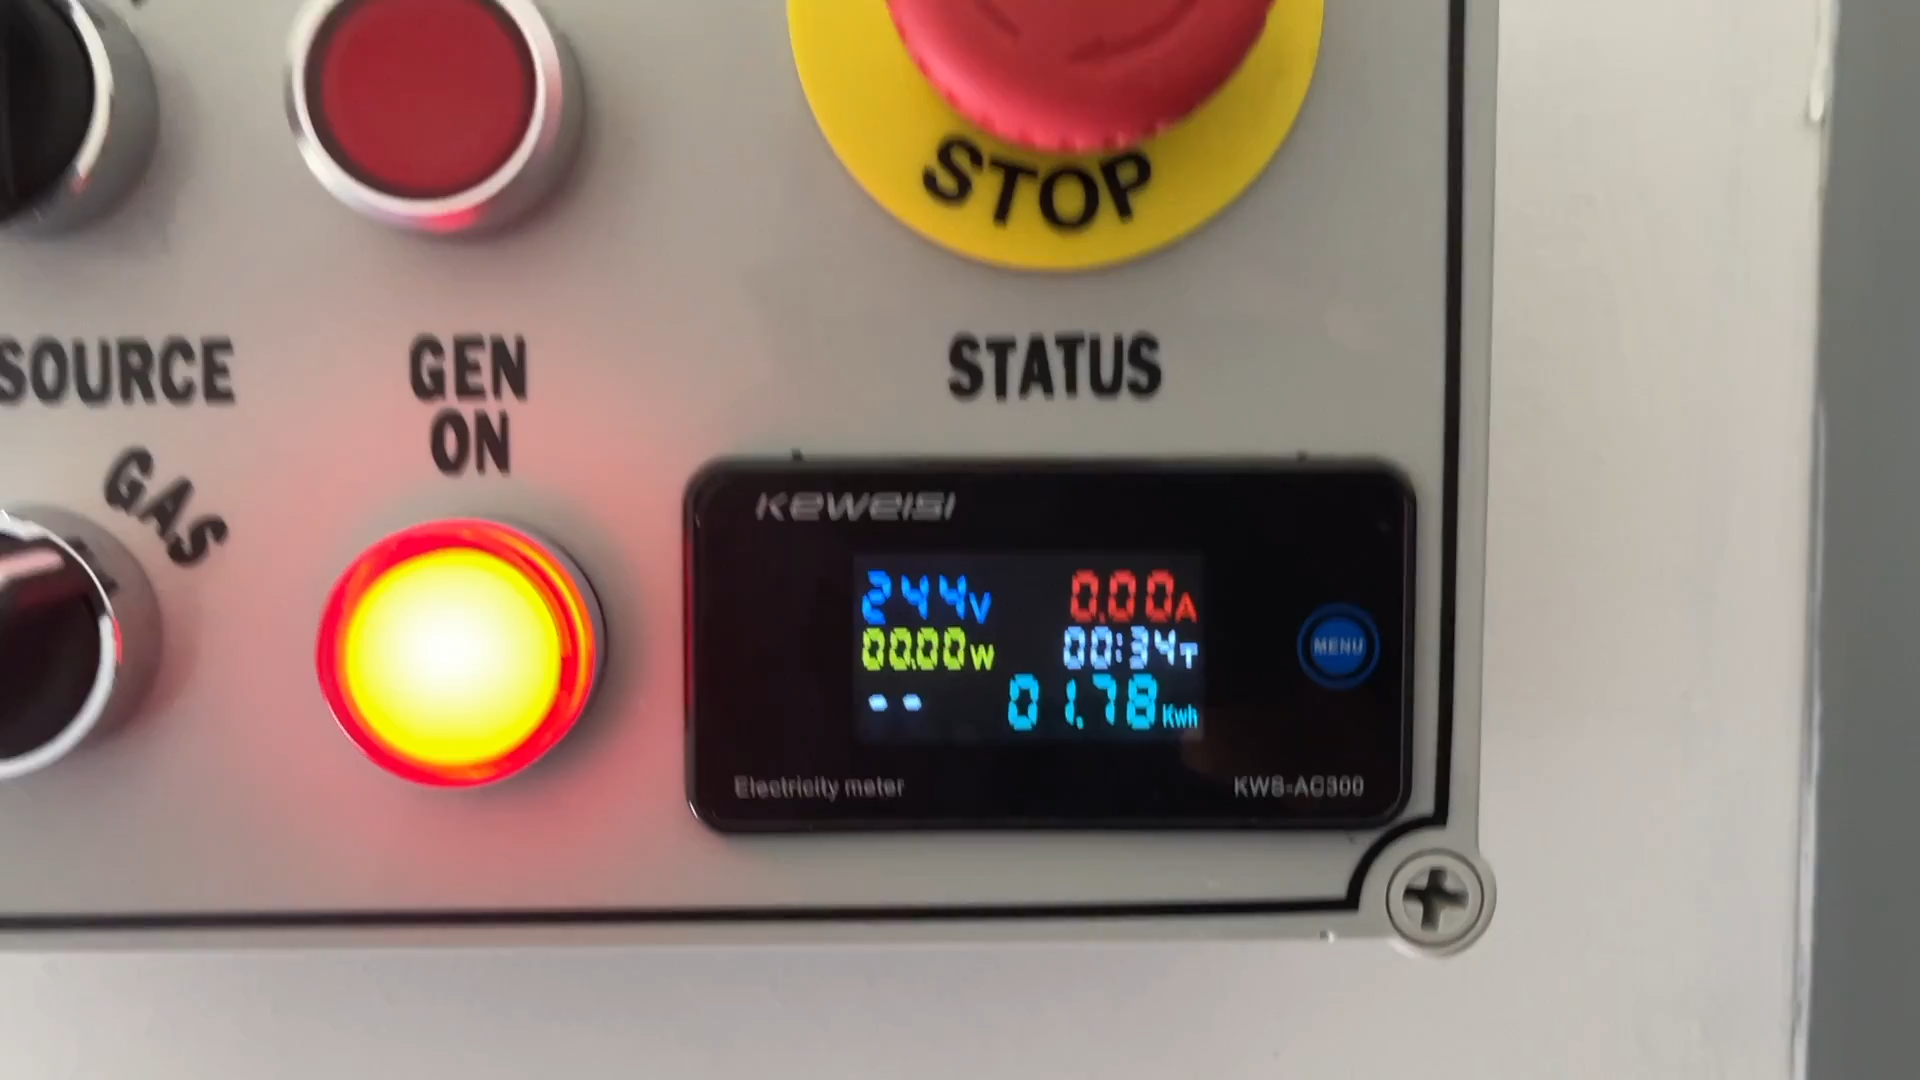 STOP
SOURCE
GEN
ON
STATUS
GAS
KEWEISI
244V
0.00A
00.00W
00:34T
--
01.78Kwh
MENU
Electricity meter
KWS-AC300